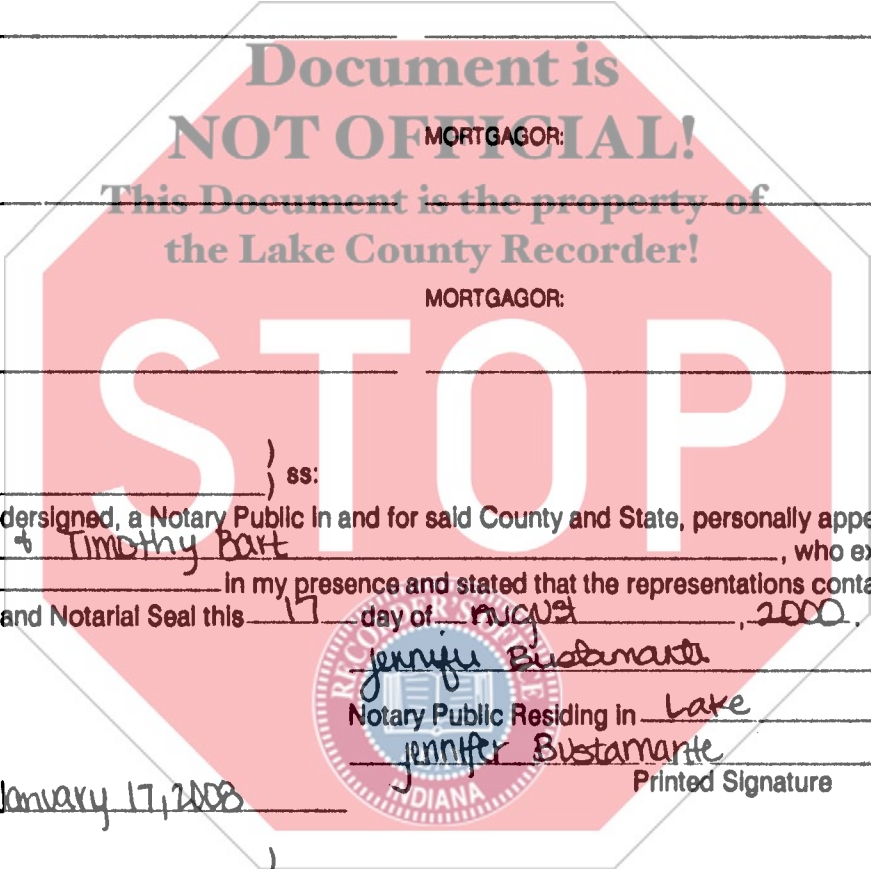 Document is
NOT OFFICIAL!
MORTGAGOR:
This Document is the property of
the Lake County Recorder!
MORTGAGOR:
STOP
) ss:
)
dersigned, a Notary Public in and for said County and State, personally appe
& Timothy Bart, who ex
in my presence and stated that the representations conta
and Notarial Seal this 17 day of August, 2000.
Jennifer Bustamante
Notary Public Residing in Lake
Jennifer Bustamante
Printed Signature
January 17, 2008
RECORDER'S OFFICE
INDIANA
)